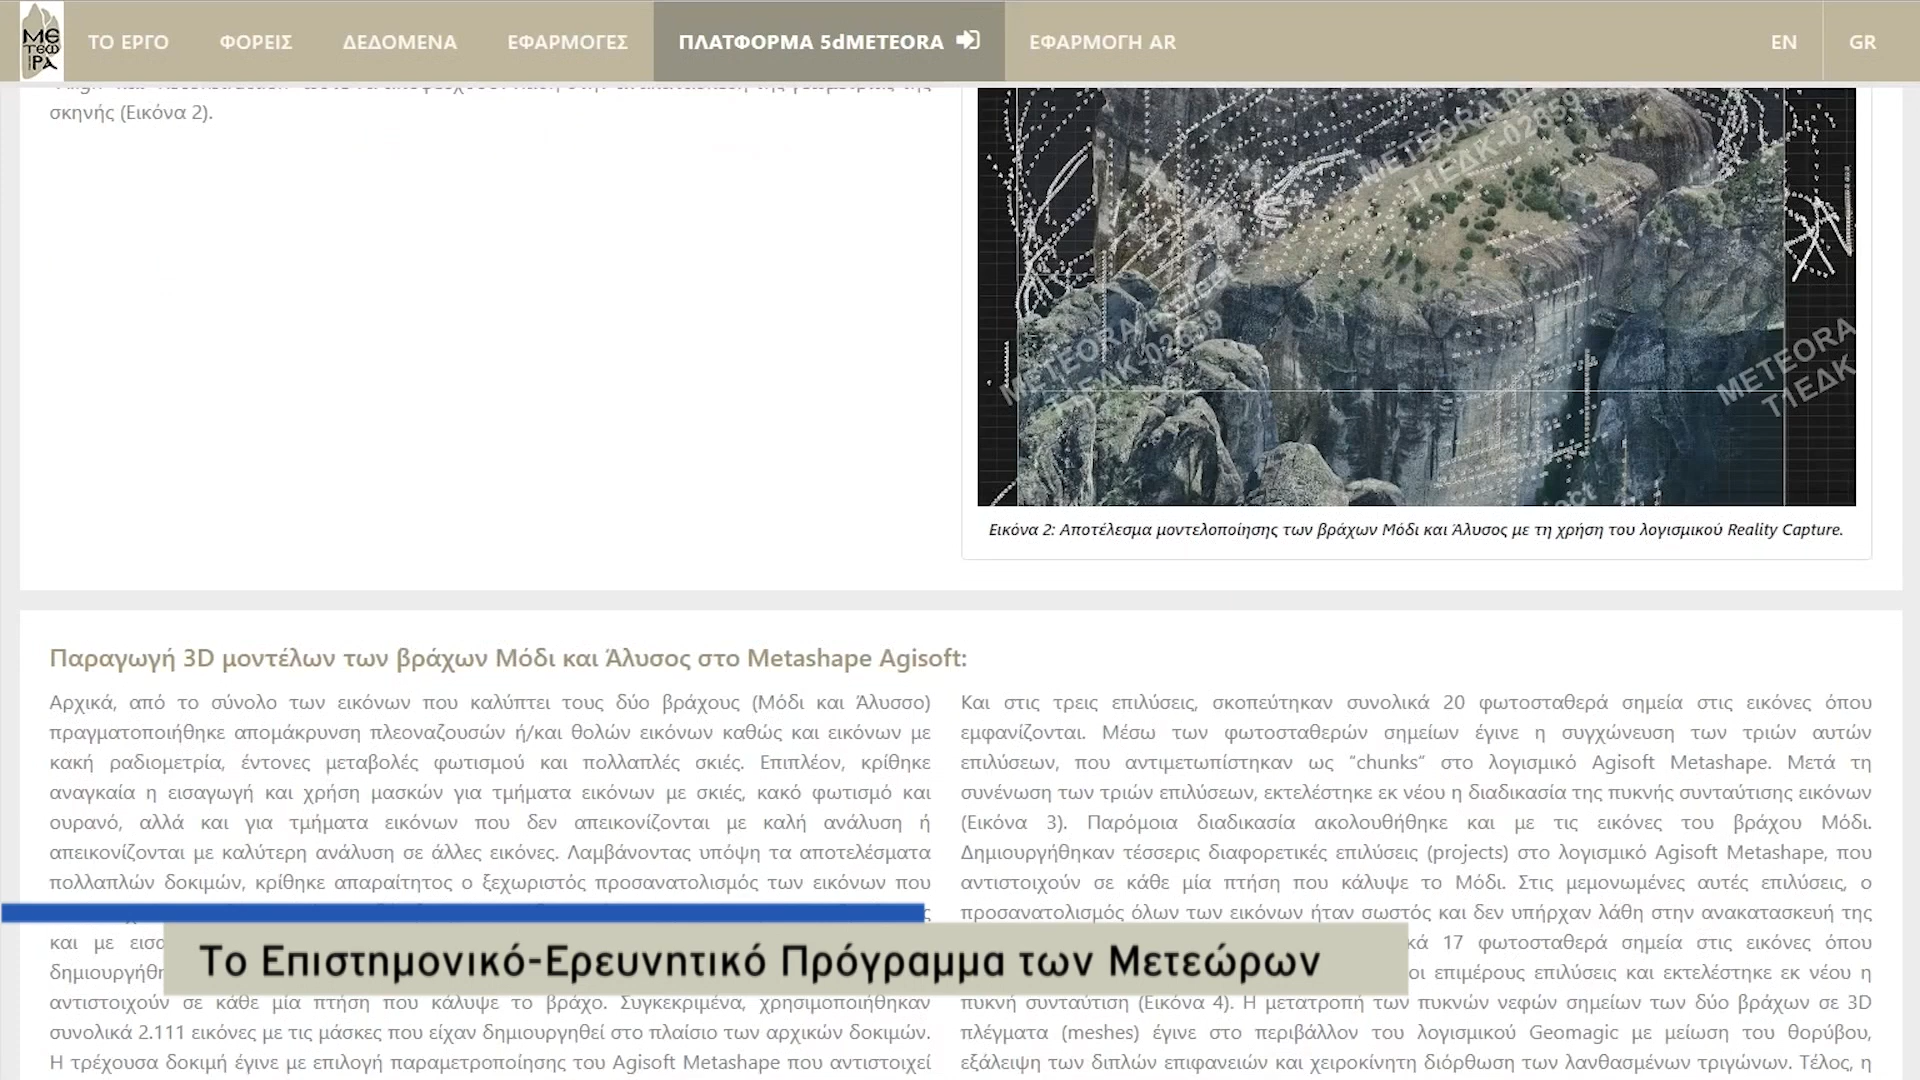 ΜΕ
ΤΕΩ
ΡΑ
ΤΟ ΕΡΓΟ
ΦΟΡΕΙΣ
ΔΕΔΟΜΕΝΑ
ΕΦΑΡΜΟΓΕΣ
ΠΛΑΤΦΟΡΜΑ 5dMETEORA
ΕΦΑΡΜΟΓΗ AR
EN
GR
σκηνής (Εικόνα 2).
METEORA
Τ1ΕΔΚ-02859
METEORA Project
Τ1ΕΔΚ-02859
METEORA
Τ1ΕΔΚ
Εικόνα 2: Αποτέλεσμα μοντελοποίησης των βράχων Μόδι και Άλυσος με τη χρήση του λογισμικού Reality Capture.
Παραγωγή 3D μοντέλων των βράχων Μόδι και Άλυσος στο Metashape Agisoft:
Αρχικά, από το σύνολο των εικόνων που καλύπτει τους δύο βράχους (Μόδι και Άλυσσο)
πραγματοποιήθηκε απομάκρυνση πλεοναζουσών ή/και θολών εικόνων καθώς και εικόνων με
κακή ραδιομετρία, έντονες μεταβολές φωτισμού και πολλαπλές σκιές. Επιπλέον, κρίθηκε
αναγκαία η εισαγωγή και χρήση μασκών για τμήματα εικόνων με σκιές, κακό φωτισμό και
ουρανό, αλλά και για τμήματα εικόνων που δεν απεικονίζονται με καλή ανάλυση ή
απεικονίζονται με καλύτερη ανάλυση σε άλλες εικόνες. Λαμβάνοντας υπόψη τα αποτελέσματα
πολλαπλών δοκιμών, κρίθηκε απαραίτητος ο ξεχωριστός προσανατολισμός των εικόνων που
και με
αντιστοιχούν σε κάθε μία πτήση που κάλυψε το βράχο. Συγκεκριμένα, χρησιμοποιήθηκαν
συνολικά 2.111 εικόνες με τις μάσκες που είχαν δημιουργηθεί στο πλαίσιο των αρχικών δοκιμών.
Η τρέχουσα δοκιμή έγινε με επιλογή παραμετροποίησης του Agisoft Metashape που αντιστοιχεί
Και στις τρεις επιλύσεις, σκοπεύτηκαν συνολικά 20 φωτοσταθερά σημεία στις εικόνες όπου
εμφανίζονται. Μέσω των φωτοσταθερών σημείων έγινε η συγχώνευση των τριών αυτών
επιλύσεων, που αντιμετωπίστηκαν ως “chunks” στο λογισμικό Agisoft Metashape. Μετά τη
συνένωση των τριών επιλύσεων, εκτελέστηκε εκ νέου η διαδικασία της πυκνής συνταύτισης εικόνων
(Εικόνα 3). Παρόμοια διαδικασία ακολουθήθηκε και με τις εικόνες του βράχου Μόδι.
Δημιουργήθηκαν τέσσερις διαφορετικές επιλύσεις (projects) στο λογισμικό Agisoft Metashape, που
αντιστοιχούν σε κάθε μία πτήση που κάλυψε το Μόδι. Στις μεμονωμένες αυτές επιλύσεις, ο
προσανατολισμός όλων των εικόνων ήταν σωστός και δεν υπήρχαν λάθη στην ανακατασκευή της
17 φωτοσταθερά σημεία στις εικόνες όπου
οι επιμέρους επιλύσεις και εκτελέστηκε εκ νέου η
πυκνή συνταύτιση (Εικόνα 4). Η μετατροπή των πυκνών νεφών σημείων των δύο βράχων σε 3D
πλέγματα (meshes) έγινε στο περιβάλλον του λογισμικού Geomagic με μείωση του θορύβου,
εξάλειψη των διπλών επιφανειών και χειροκίνητη διόρθωση των λανθασμένων τριγώνων. Τέλος, η
Το Επιστημονικό-Ερευνητικό Πρόγραμμα των Μετεώρων